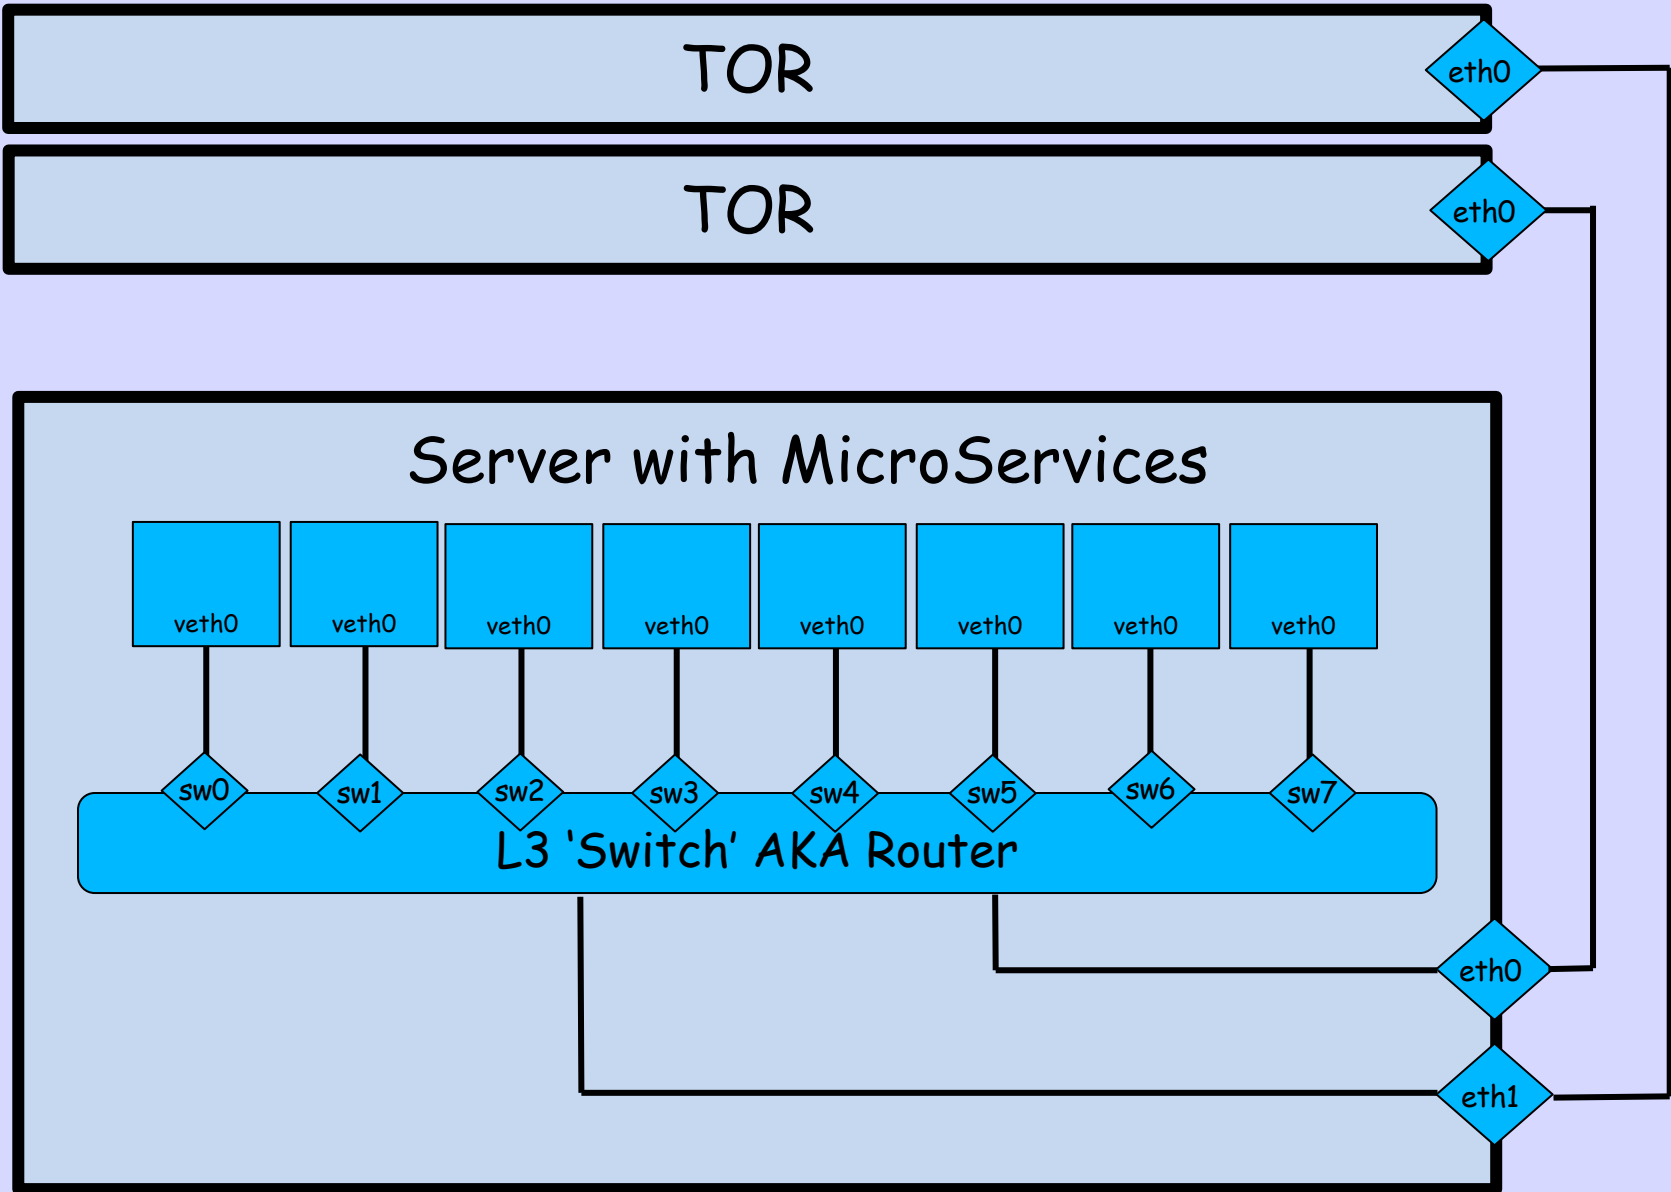 TOR
eth0
TOR
eth0
Server with MicroServices
veth0 veth0 veth0 veth0 veth0 veth0 veth0 veth0
sw0 sw1 sw2 sw3 sw4 sw5 sw6 sw7
L3 ‘Switch’ AKA Router
eth0
eth1